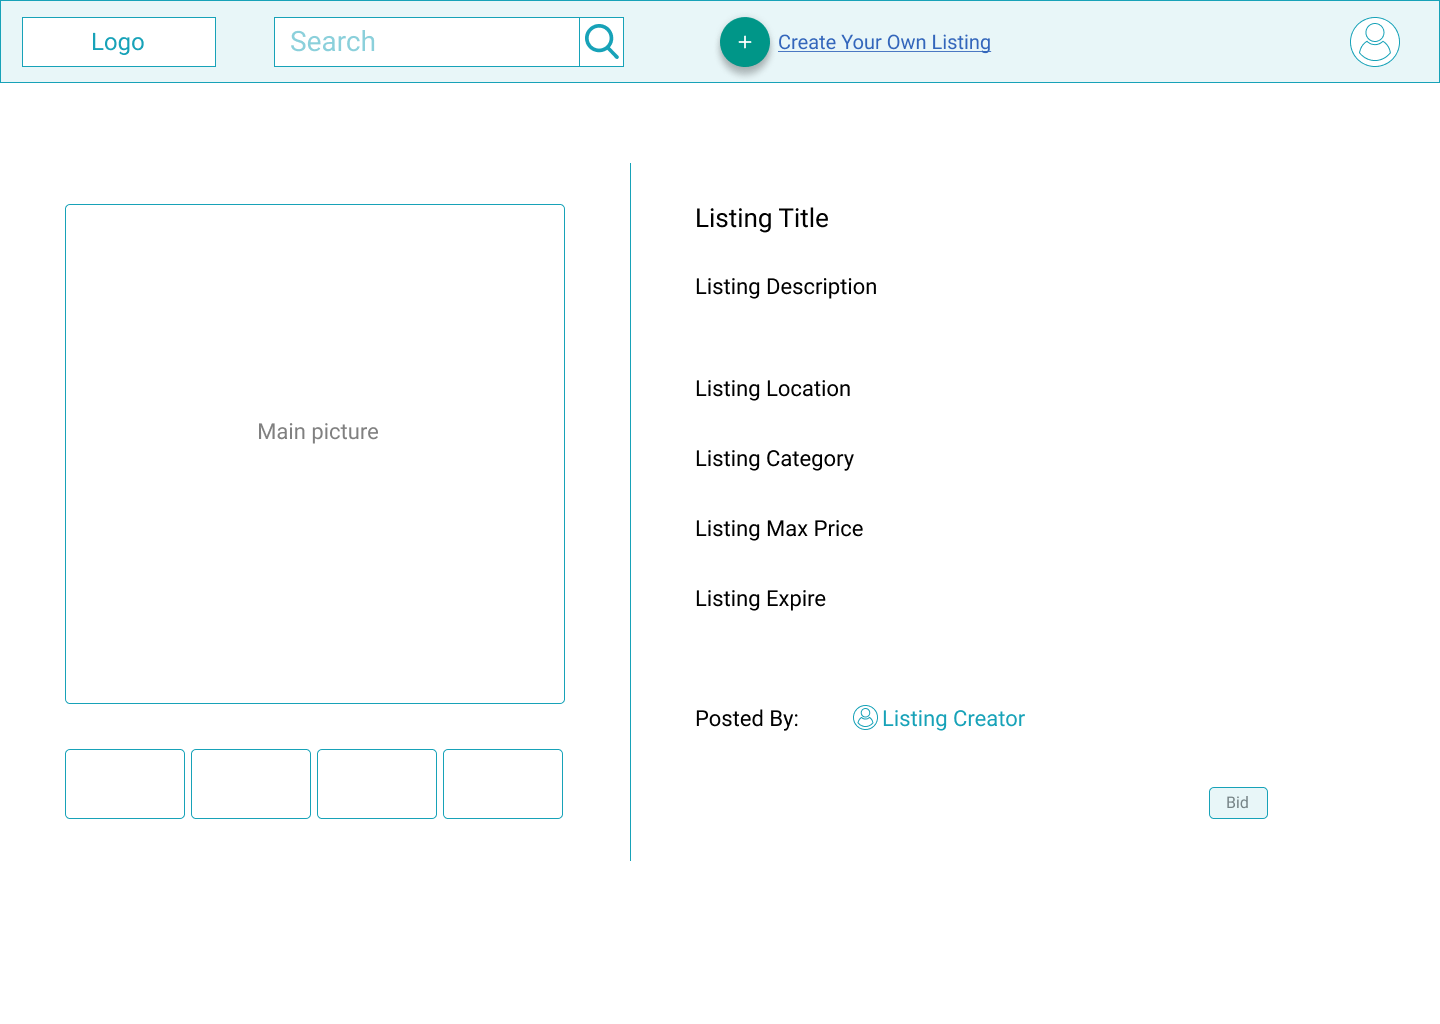 Logo
Search
+
Create Your Own Listing
Main picture
Listing Title
Listing Description
Listing Location
Listing Category
Listing Max Price
Listing Expire
Posted By:
Listing Creator
Bid